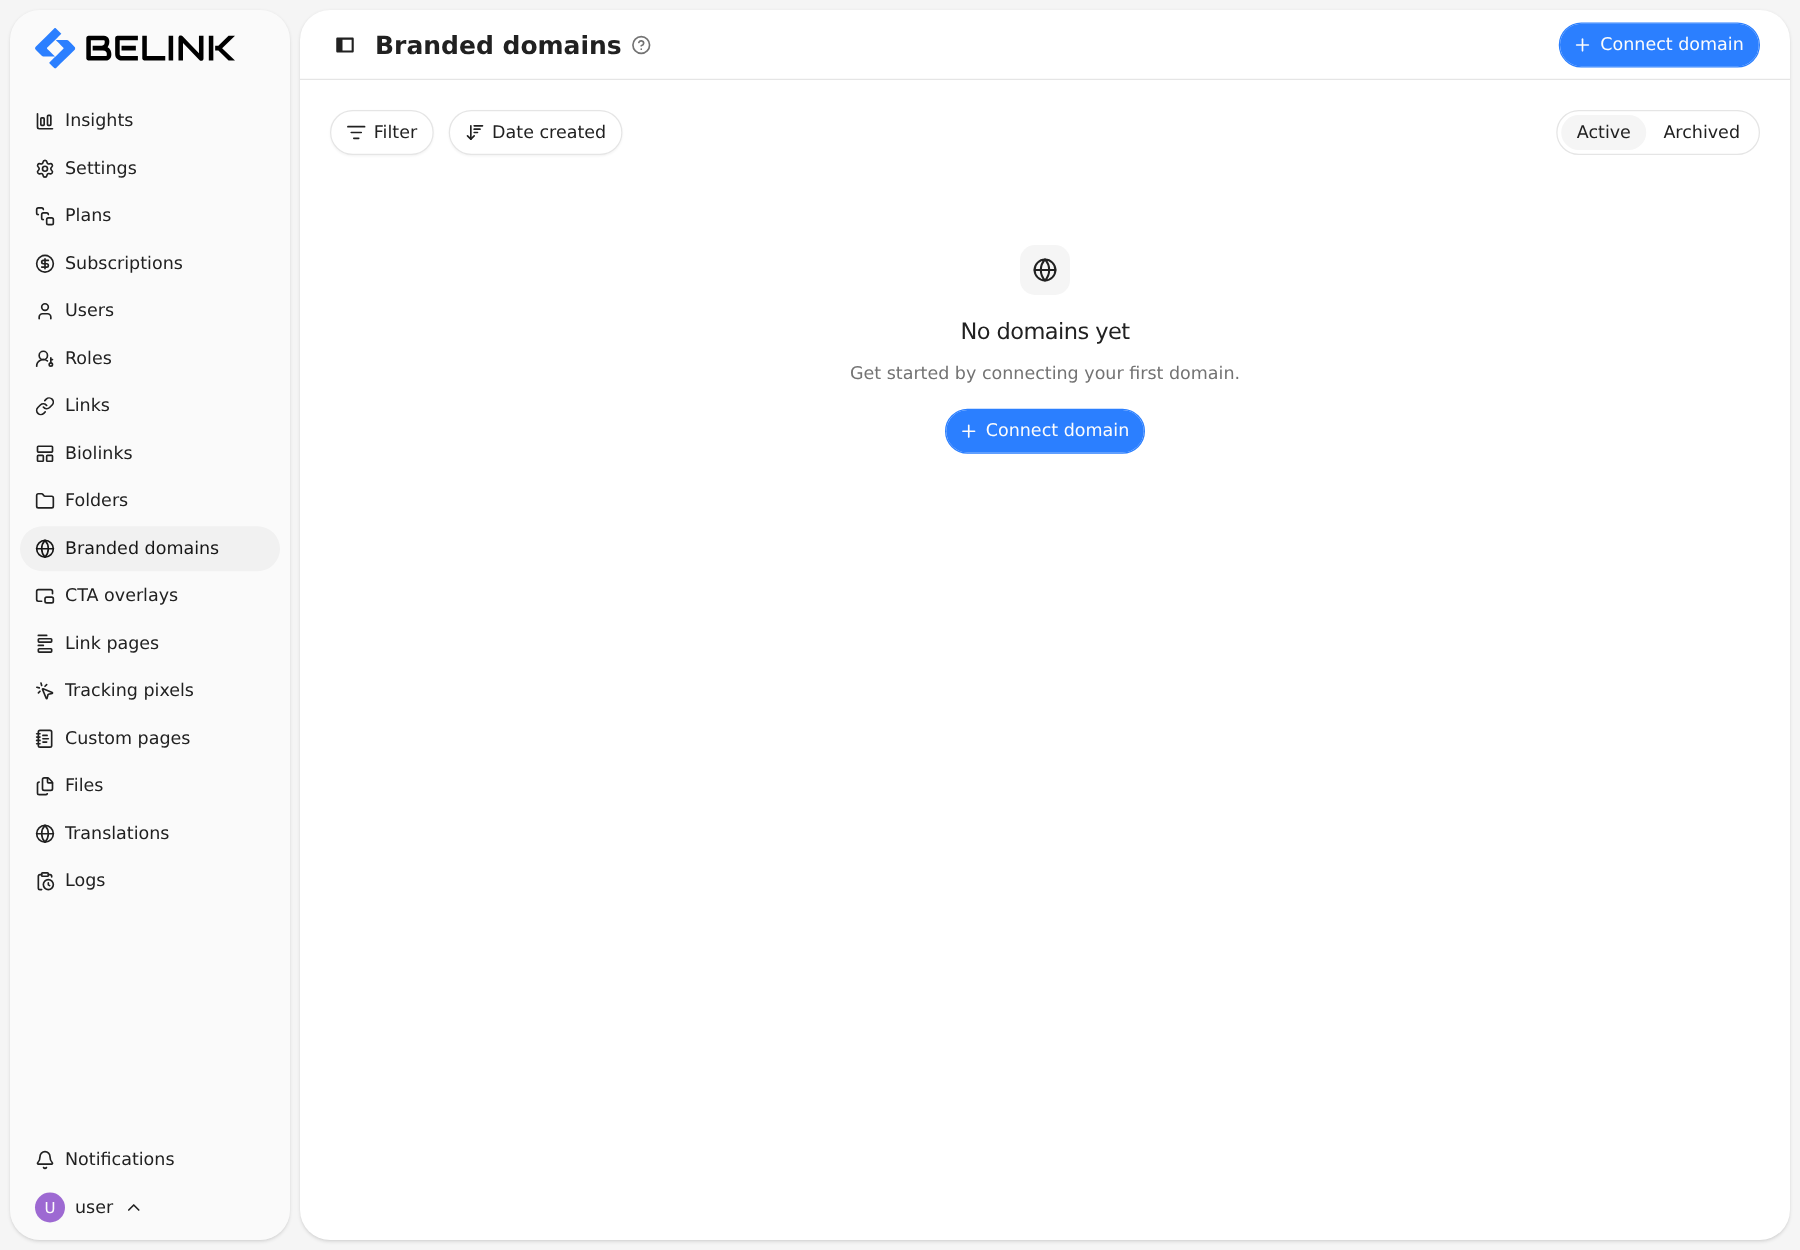 BELINK
Insights
Settings
Plans
Subscriptions
Users
Roles
Links
Biolinks
Folders
Branded domains
CTA overlays
Link pages
Tracking pixels
Custom pages
Files
Translations
Logs
Notifications
U user
Branded domains
Connect domain
Filter
Date created
Active
Archived
No domains yet
Get started by connecting your first domain.
Connect domain